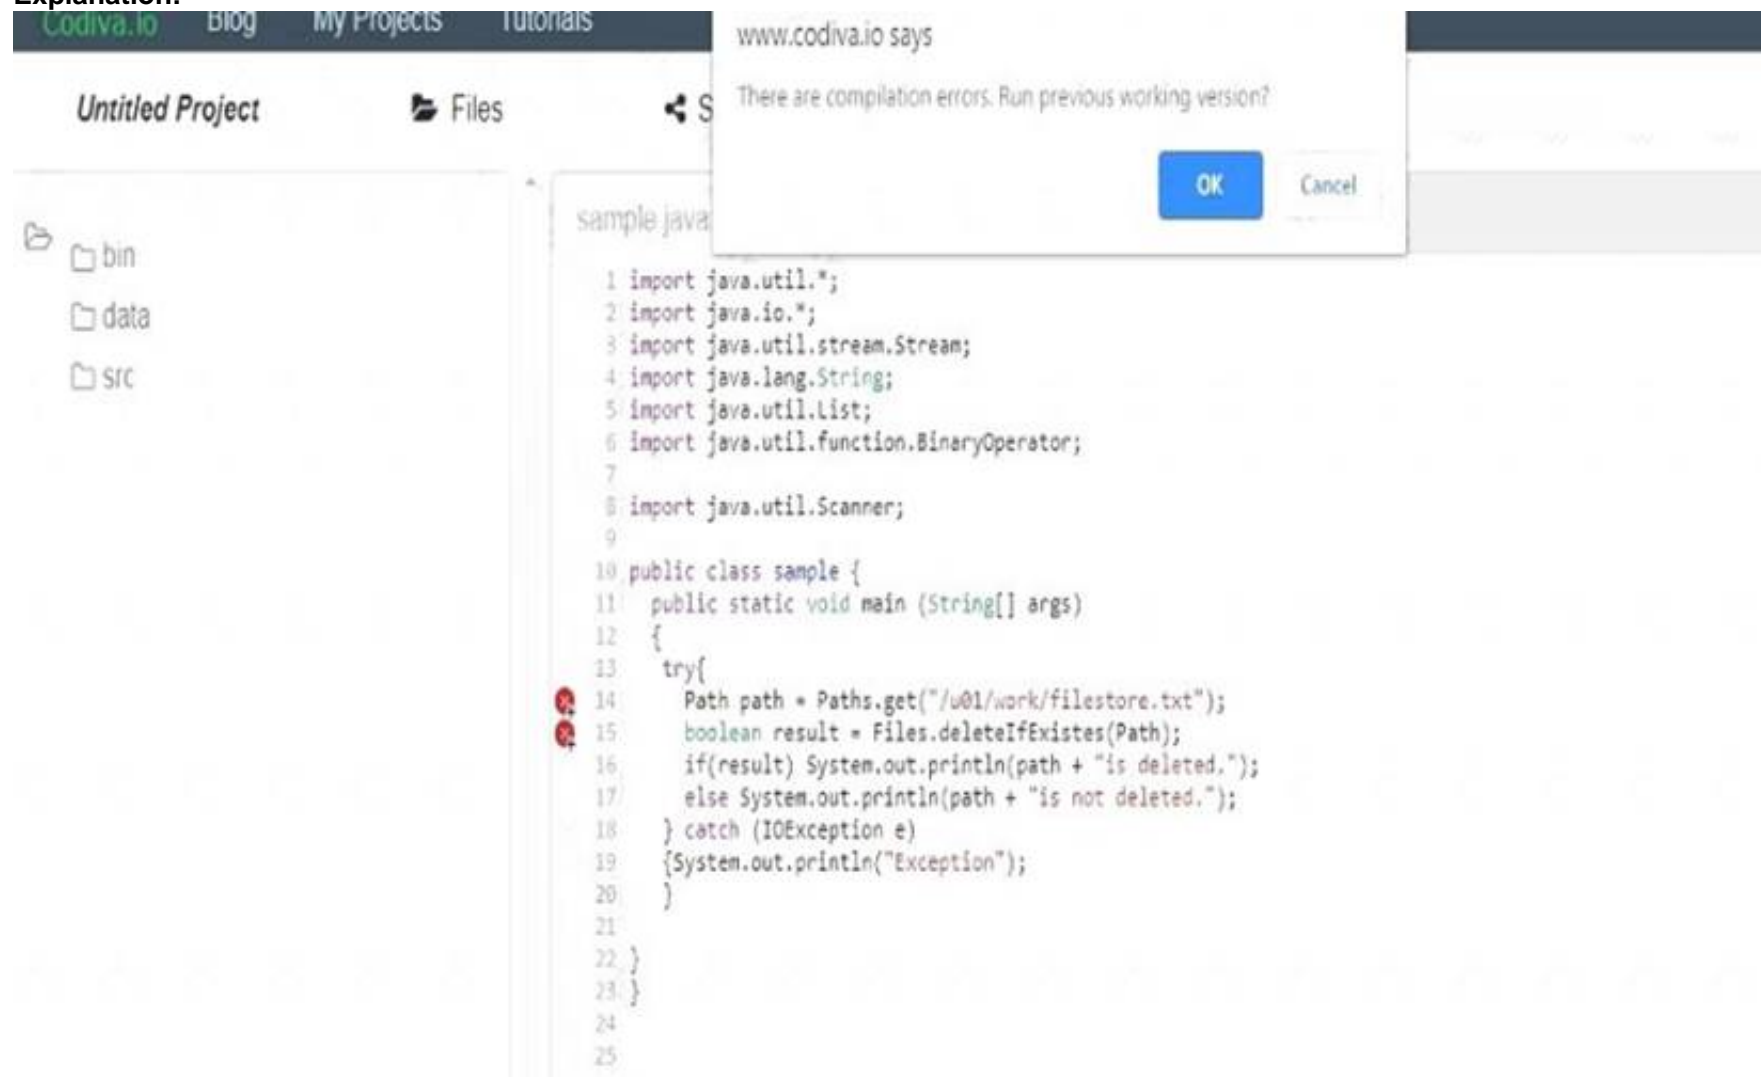 Explanation:
Codiva.io Blog My Projects Tutorials
www.codiva.io says
There are compilation errors. Run previous working version?
OK Cancel
Untitled Project Files S
bin
data
src
sample java
1 import java.util.*;
2 import java.io.*;
3 import java.util.stream.Stream;
4 import java.lang.String;
5 import java.util.List;
6 import java.util.function.BinaryOperator;
7
8 import java.util.Scanner;
9
10 public class sample {
11 public static void main (String[] args)
12 {
13 try{
14 Path path = Paths.get("/u01/work/filestore.txt");
15 boolean result = Files.deleteIfExistes(Path);
16 if(result) System.out.println(path + "is deleted.");
17 else System.out.println(path + "is not deleted.");
18 } catch (IOException e)
19 {System.out.println("Exception");
20 }
21
22 }
23 }
24
25